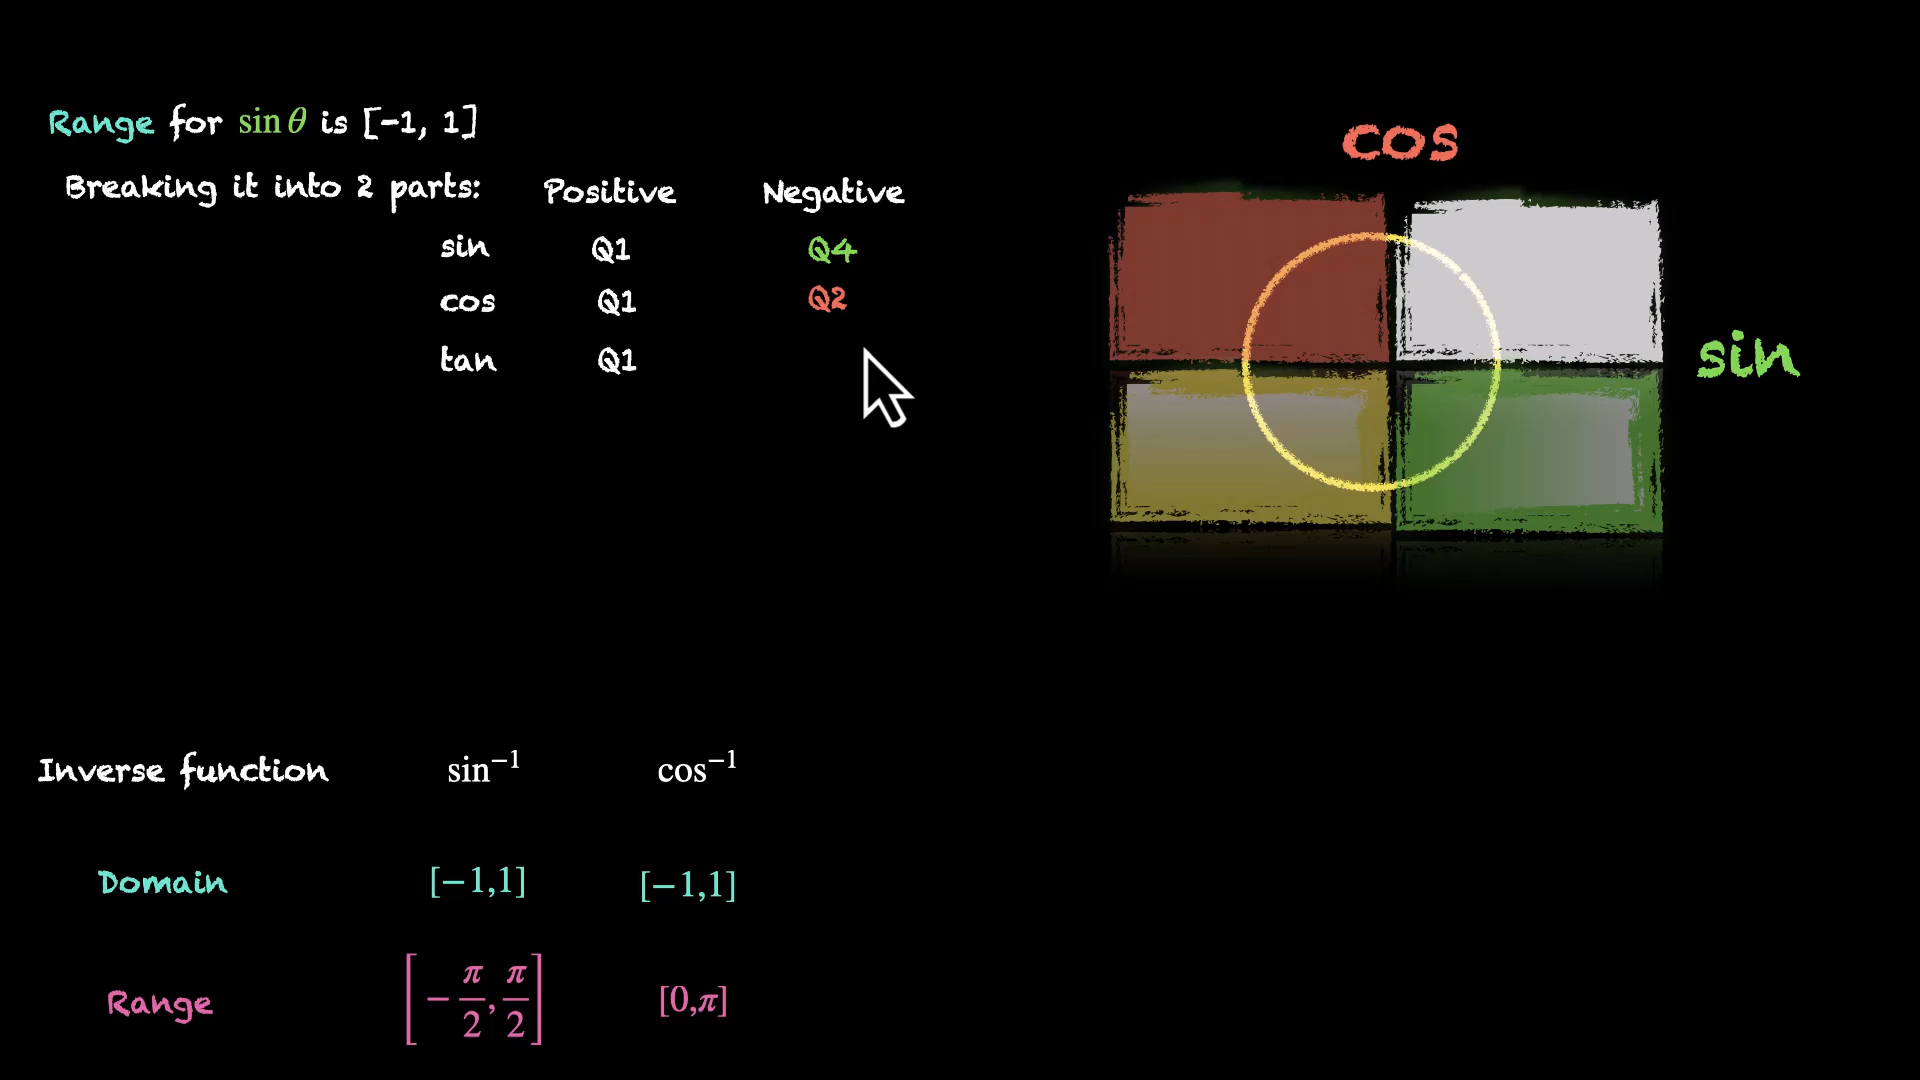 Range for sin θ is [-1, 1]
Breaking it into 2 parts: Positive Negative
sin Q1 Q4
cos Q1 Q2
tan Q1
cos
sin
Inverse function sin⁻¹ cos⁻¹
Domain [−1,1] [−1,1]
Range [−π/2, π/2] [0,π]